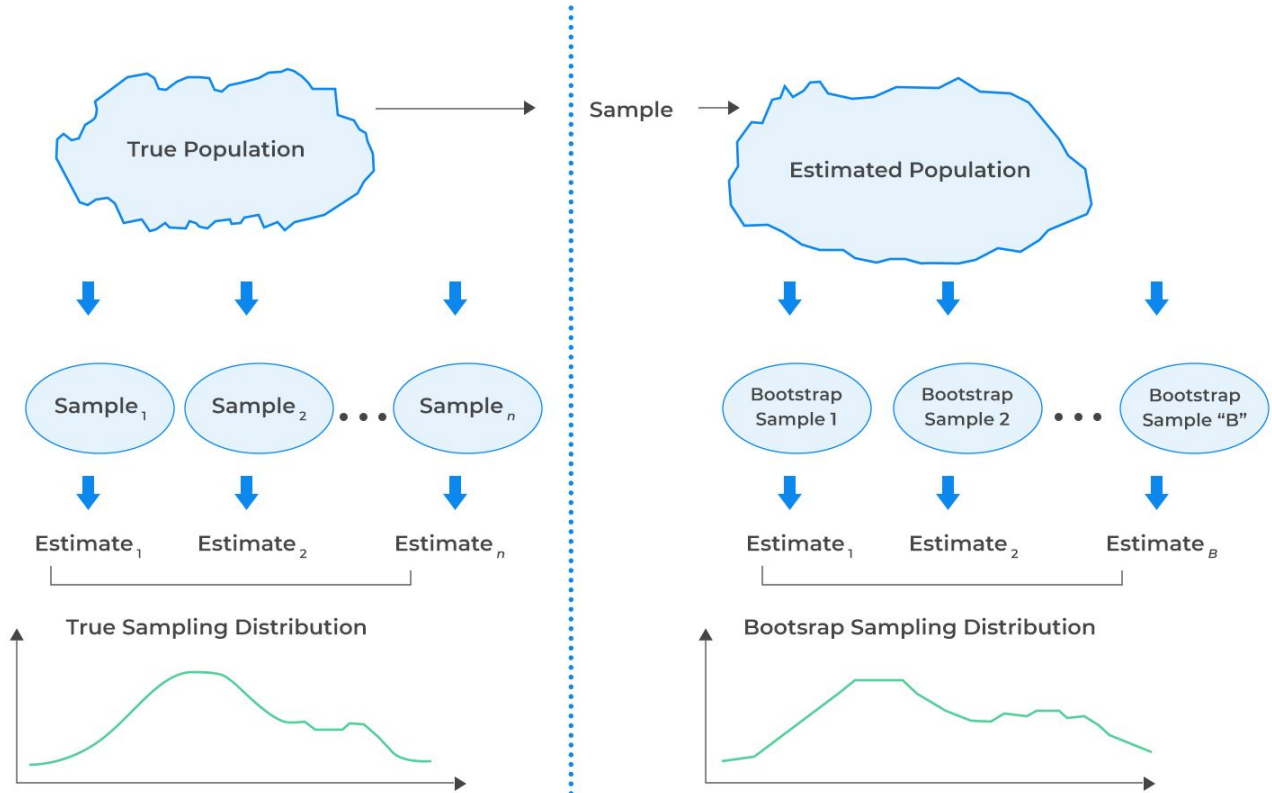 True Population
Sample
Estimated Population
Sample 1
Sample 2
Sample n
Bootstrap
Sample 1
Bootstrap
Sample 2
Bootstrap
Sample “B”
Estimate 1
Estimate 2
Estimate n
Estimate 1
Estimate 2
Estimate B
True Sampling Distribution
Bootsrap Sampling Distribution